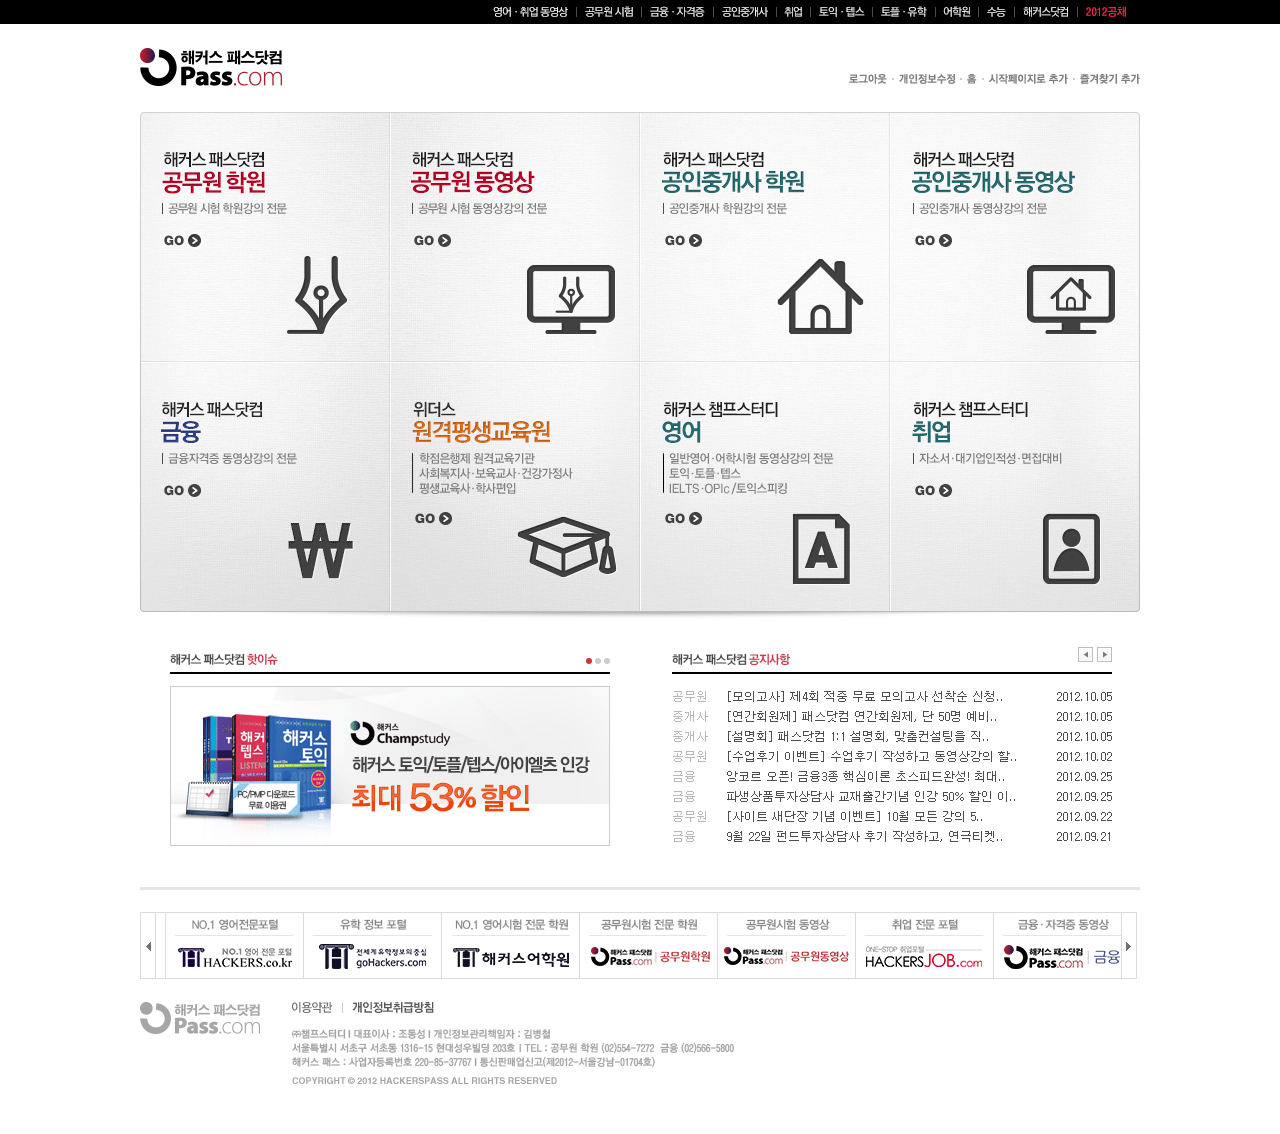 영어 · 취업 동영상 | 공무원 시험 | 금융 · 자격증 | 공인중개사 | 취업 | 토익 · 텝스 | 토플 · 유학 | 어학원 | 수능 | 해커스닷컴 | 2012공채
해커스 패스닷컴
Pass.com
로그아웃 · 개인정보수정 · 홈 · 시작페이지로 추가 · 즐겨찾기 추가
해커스 패스닷컴
공무원 학원
공무원 시험 학원강의 전문
GO
해커스 패스닷컴
공무원 동영상
공무원 시험 동영상강의 전문
GO
해커스 패스닷컴
공인중개사 학원
공인중개사 학원강의 전문
GO
해커스 패스닷컴
공인중개사 동영상
공인중개사 동영상강의 전문
GO
해커스 패스닷컴
금융
금융자격증 동영상강의 전문
GO
위더스
원격평생교육원
학점은행제 원격교육기관
사회복지사·보육교사·건강가정사
평생교육사·학사편입
GO
해커스 챔프스터디
영어
일반영어·어학시험 동영상강의 전문
토익·토플·텝스
IELTS·OPIc/토익스피킹
GO
A
해커스 챔프스터디
취업
자소서·대기업인적성·면접대비
GO
해커스 패스닷컴 핫이슈
해커스
텝스
LISTENING
해커스
토익
PC/PMP 다운로드
무료 이용권
해커스
Champstudy
해커스 토익/토플/텝스/아이엘츠 인강
최대 53% 할인
해커스 패스닷컴 공지사항
공무원 [모의고사] 제4회 적중 무료 모의고사 선착순 신청.. 2012.10.05
중개사 [연간회원제] 패스닷컴 연간회원제, 단 50명 예비.. 2012.10.05
중개사 [설명회] 패스닷컴 1:1 설명회, 맞춤컨설팅을 직.. 2012.10.05
공무원 [수업후기 이벤트] 수업후기 작성하고 동영상강의 할.. 2012.10.02
금융 앙코르 오픈! 금융3종 핵심이론 초스피드완성! 최대.. 2012.09.25
금융 파생상품투자상담사 교재출간기념 인강 50% 할인 이.. 2012.09.25
공무원 [사이트 새단장 기념 이벤트] 10월 모든 강의 5.. 2012.09.22
금융 9월 22일 펀드투자상담사 후기 작성하고, 연극티켓.. 2012.09.21
NO.1 영어전문포털
NO.1 영어 전문 포털
HACKERS.co.kr
유학 정보 포털
전세계 유학정보의 중심
goHackers.com
NO.1 영어시험 전문 학원
해커스어학원
공무원시험 전문 학원
해커스 패스닷컴
Pass.com | 공무원학원
공무원시험 동영상
해커스 패스닷컴
Pass.com | 공무원동영상
취업 전문 포털
ONE-STOP 취업포털
HACKERSJOB.com
금융 · 자격증 동영상
해커스 패스닷컴
Pass.com | 금융
해커스 패스닷컴
Pass.com
이용약관 | 개인정보취급방침
㈜챔프스터디 I 대표이사 : 조동성 I 개인정보관리책임자 : 김병철
서울특별시 서초구 서초동 1316-15 현대성우빌딩 203호 I TEL : 공무원 학원 (02)554-7272 금융 (02)566-5800
해커스 패스 : 사업자등록번호 220-85-37767 I 통신판매업신고(제2012-서울강남-01704호)
COPYRIGHT © 2012 HACKERSPASS ALL RIGHTS RESERVED